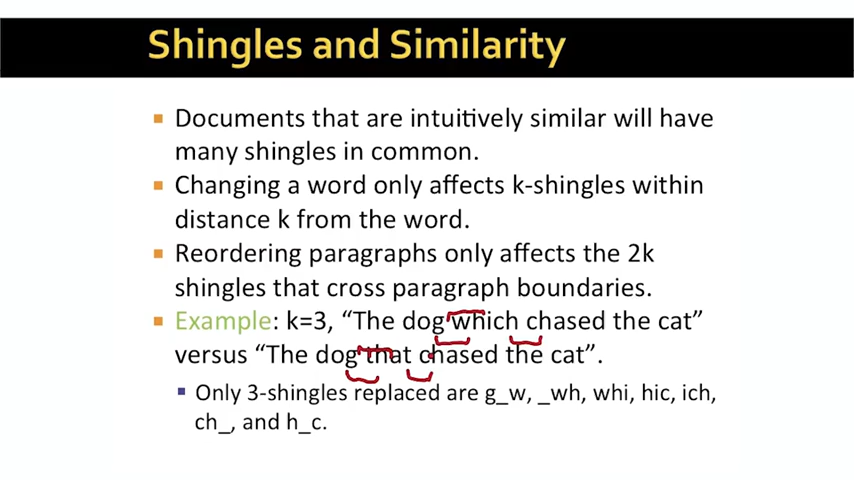 Shingles and Similarity
Documents that are intuitively similar will have
many shingles in common.
Changing a word only affects k-shingles within
distance k from the word.
Reordering paragraphs only affects the 2k
shingles that cross paragraph boundaries.
Example: k=3, “The dog which chased the cat”
versus “The dog that chased the cat”.
Only 3-shingles replaced are g_w, _wh, whi, hic, ich,
ch_, and h_c.